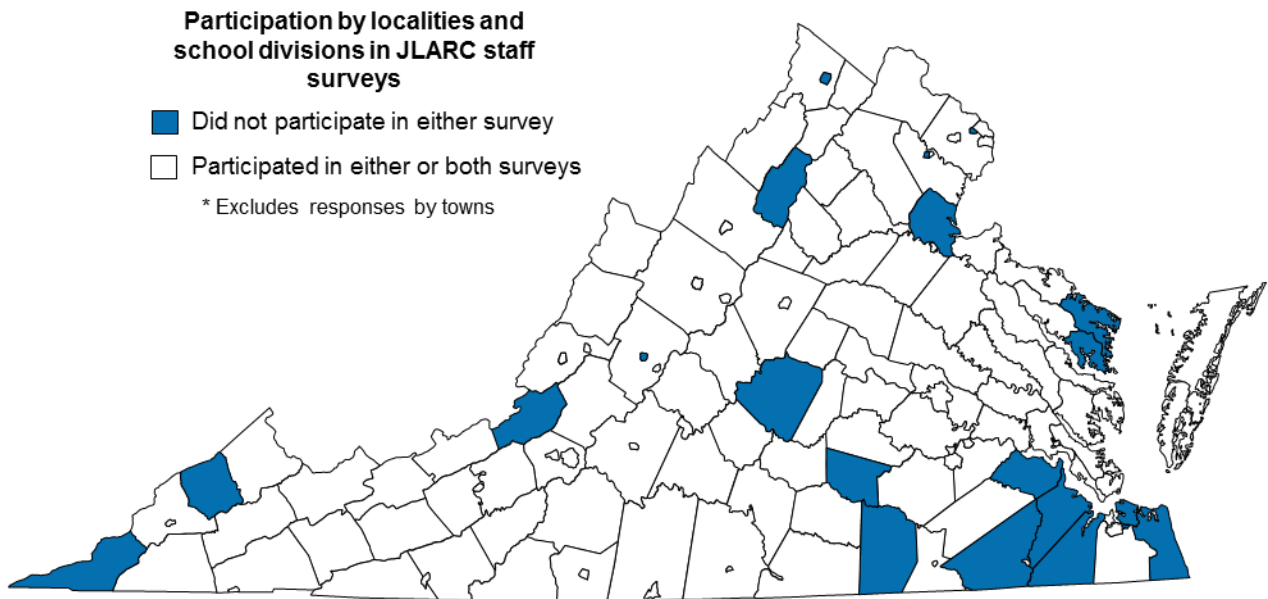 Participation by localities and
school divisions in JLARC staff
surveys
Did not participate in either survey
Participated in either or both surveys
* Excludes responses by towns